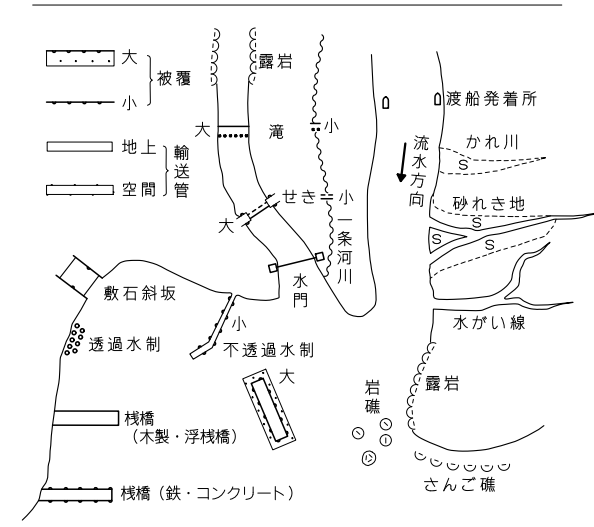 大
小
被覆
地上
空間
輸送管
露岩
大
滝
小
せき
小
大
一条河川
水門
渡船発着所
流水方向
かれ川
S
砂れき地
S
S
S
水がい線
敷石斜坂
透過水制
小
不透過水制
大
岩礁
露岩
さんご礁
桟橋
(木製・浮桟橋)
桟橋(鉄・コンクリート)